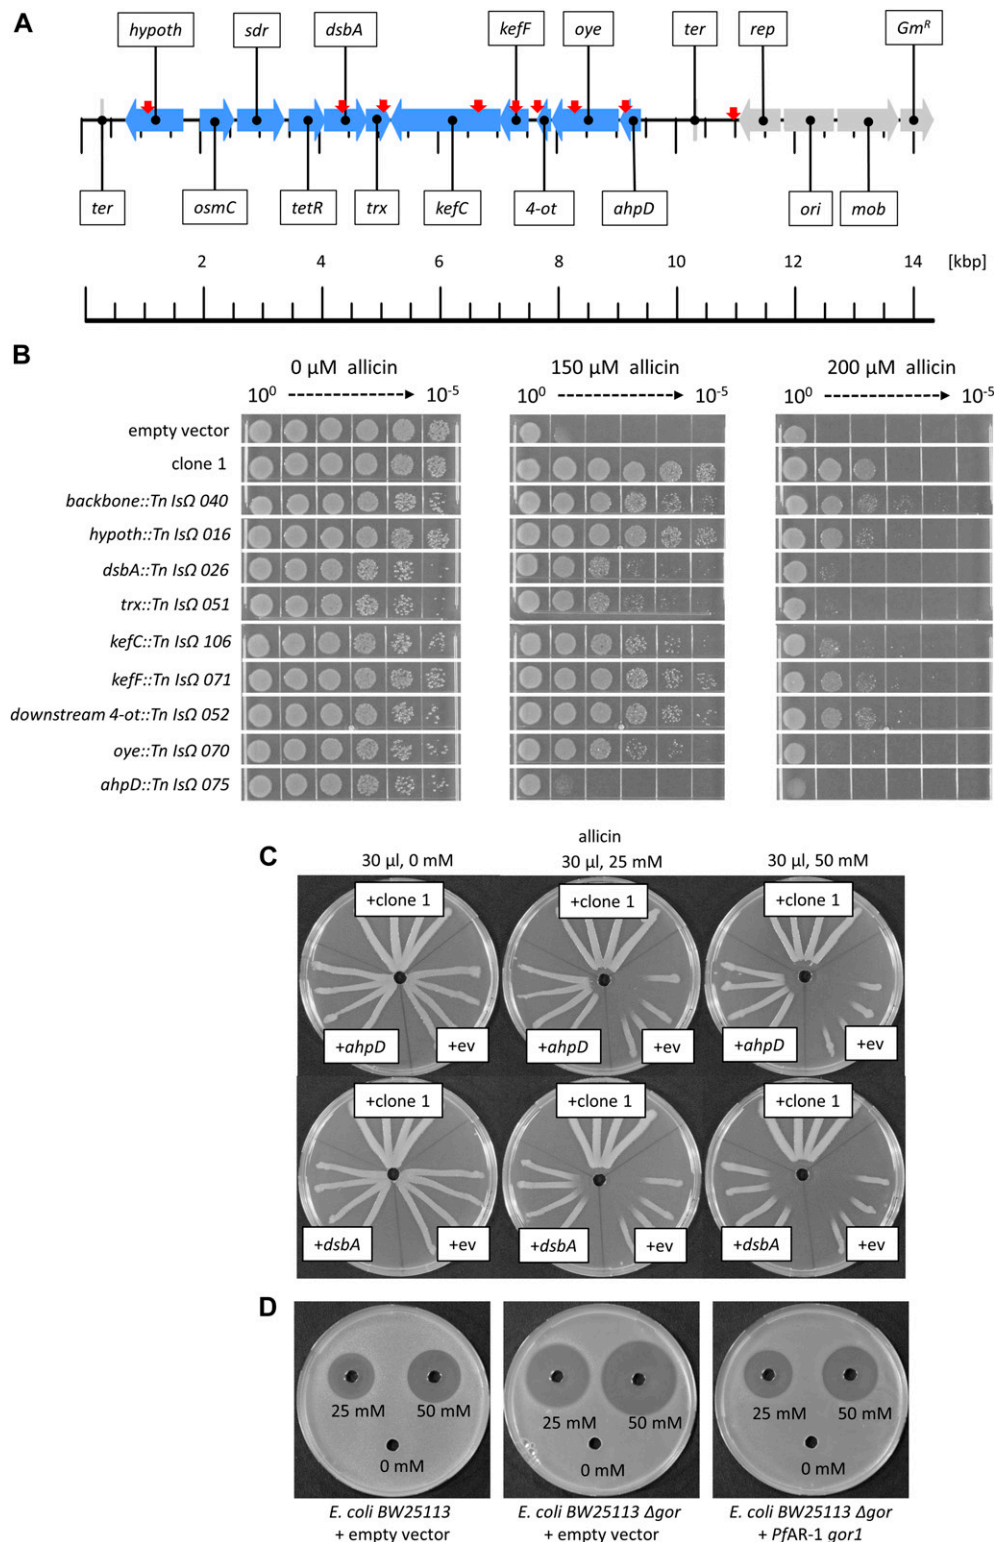 A
hypoth sdr dsbA kefF oye ter rep Gm^R
ter osmC tetR trx kefC 4-ot ahpD ori mob
2 4 6 8 10 12 14 [kbp]
B
0 µM allicin 150 µM allicin 200 µM allicin
10^0 10^-5 10^0 10^-5 10^0 10^-5
empty vector
clone 1
backbone::Tn IsΩ 040
hypoth::Tn IsΩ 016
dsbA::Tn IsΩ 026
trx::Tn IsΩ 051
kefC::Tn IsΩ 106
kefF::Tn IsΩ 071
downstream 4-ot::Tn IsΩ 052
oye::Tn IsΩ 070
ahpD::Tn IsΩ 075
C
allicin
30 µl, 0 mM 30 µl, 25 mM 30 µl, 50 mM
+clone 1 +clone 1 +clone 1
+ahpD +ev +ahpD +ev +ahpD +ev
+clone 1 +clone 1 +clone 1
+dsbA +ev +dsbA +ev +dsbA +ev
D
25 mM 50 mM 25 mM 50 mM 25 mM 50 mM
0 mM 0 mM 0 mM
E. coli BW25113 E. coli BW25113 Δgor E. coli BW25113 Δgor
+ empty vector + empty vector + PfAR-1 gor1